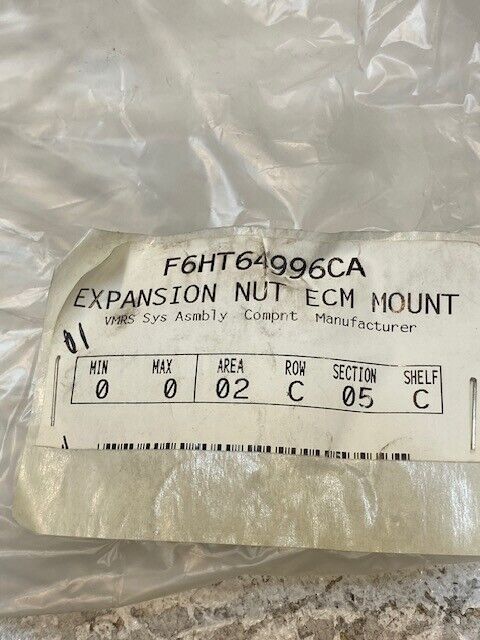 F6HT64996CA
EXPANSION NUT ECM MOUNT
VMRS Sys Asmbly Compnt Manufacturer
01
MIN MAX AREA ROW SECTION SHELF
0 0 02 C 05 C